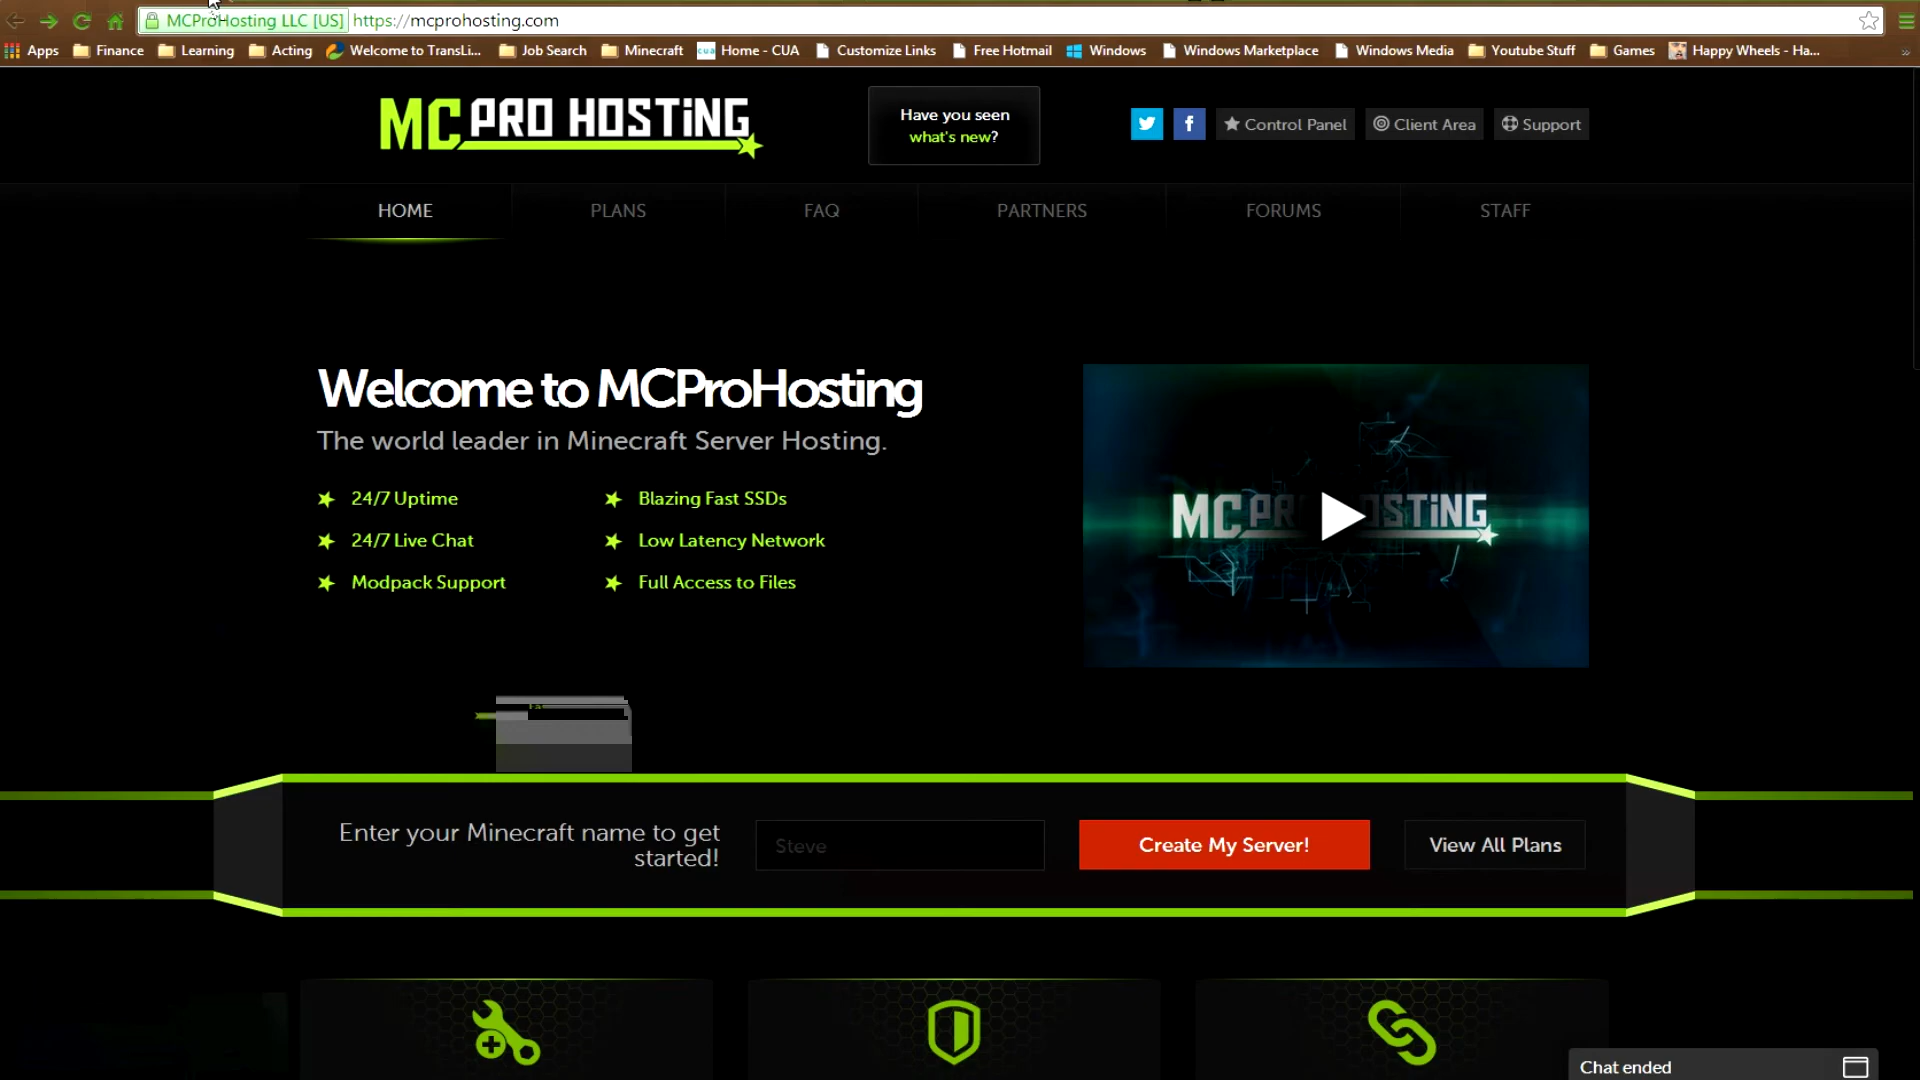 MCProHosting LLC [US] https://mcprohosting.com
Apps Finance Learning Acting Welcome to TransLi... Job Search Minecraft cua Home - CUA Customize Links Free Hotmail Windows Windows Marketplace Windows Media Youtube Stuff Games Happy Wheels - Ha... »
MC PRO HOSTiNG
Have you seen
what's new?
Control Panel Client Area Support
HOME PLANS FAQ PARTNERS FORUMS STAFF
Welcome to MCProHosting
The world leader in Minecraft Server Hosting.
24/7 Uptime Blazing Fast SSDs
24/7 Live Chat Low Latency Network
Modpack Support Full Access to Files
MC PR HOSTiNG
Enter your Minecraft name to get
started!
Steve
Create My Server!
View All Plans
Chat ended